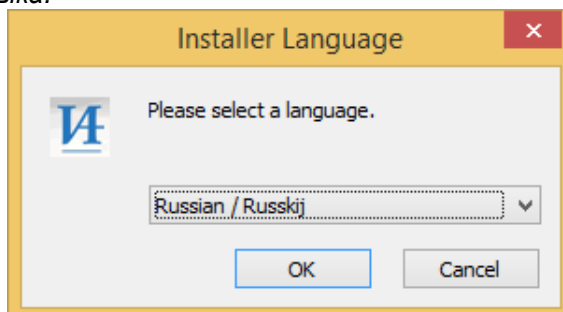 Installer Language
Please select a language.
Russian / Russkij
OK
Cancel